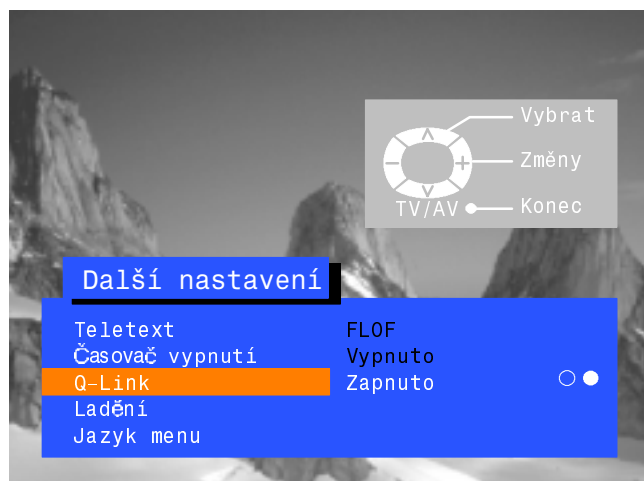 Vybrat
Změny
TV/AV Konec
Další nastavení
Teletext FLOF
Časovač vypnutí Vypnuto
Q-Link Zapnuto
Ladění
Jazyk menu